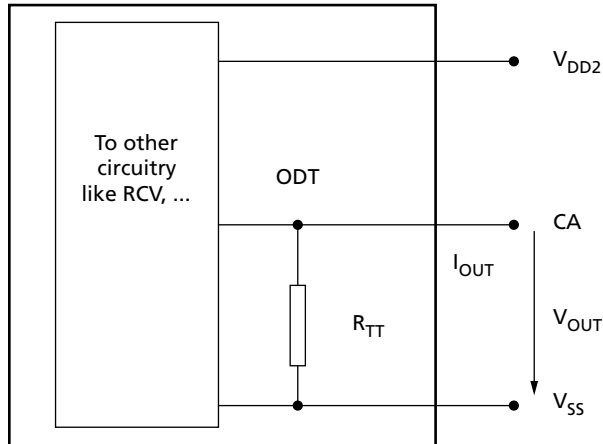 V_DD2
To other
circuitry
like RCV, ...
ODT
CA
I_OUT
R_TT
V_OUT
V_SS